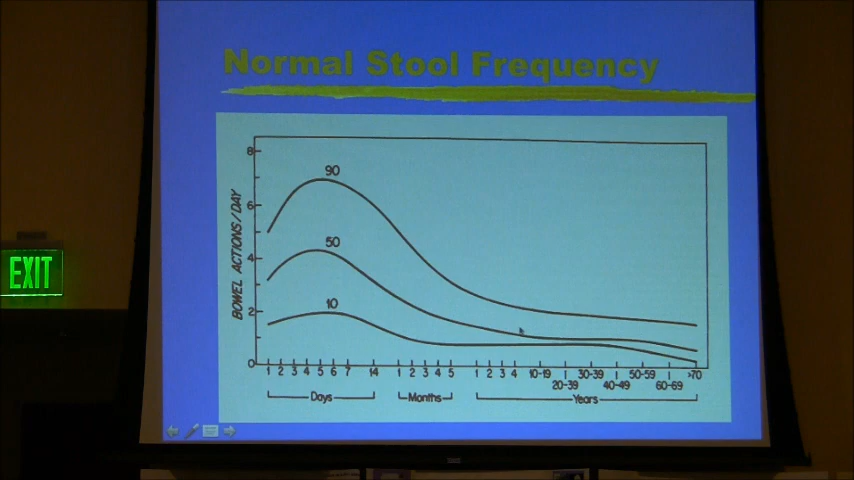 Normal Stool Frequency
8
90
6
BOWEL ACTIONS/DAY
50
4
10
2
0
1 2 3 4 5 6 7 14 1 2 3 4 5 1 2 3 4 10-19 30-39 50-59 >70
20-39 40-49 60-69
Days Months Years
EXIT